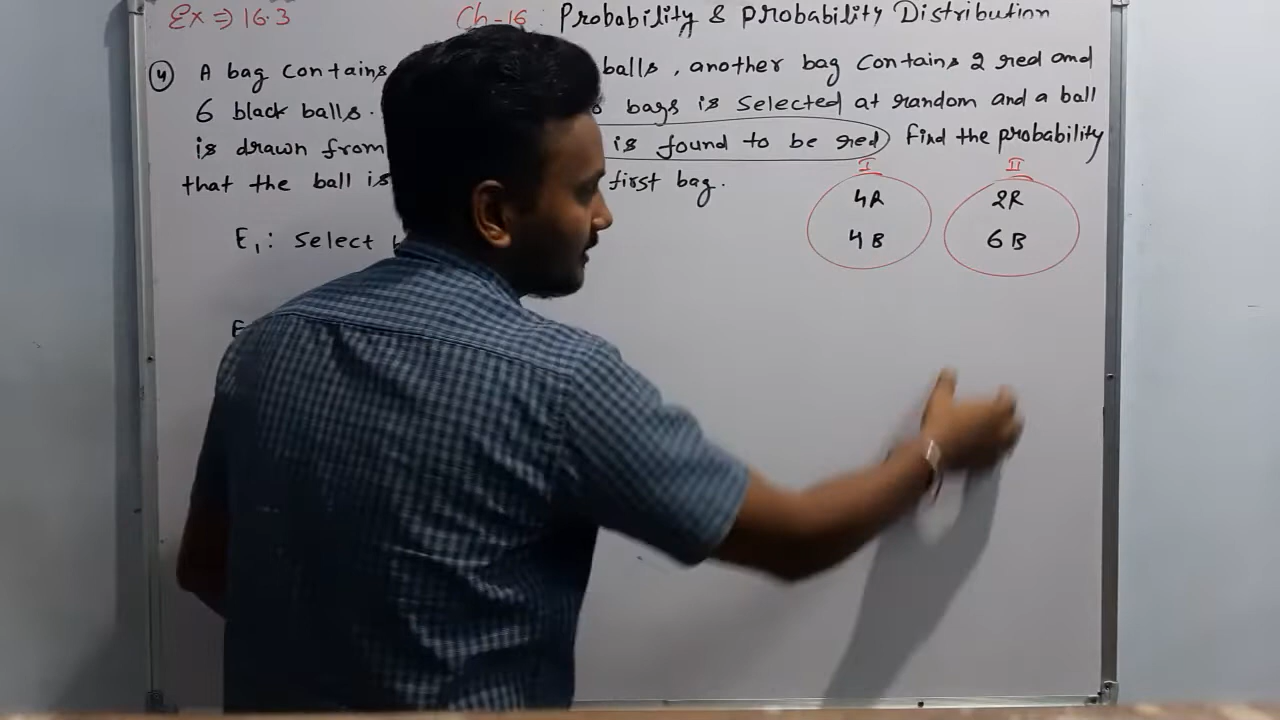 Ex ⇒ 16.3 Ch-16 : Probability & Probability Distribution
(4) A bag contains balls, another bag contains 2 red and
6 black balls. bags is selected at random and a ball
is drawn from is found to be red find the probability
that the ball is first bag.
I II
4R 2R
4B 6B
E₁: Select